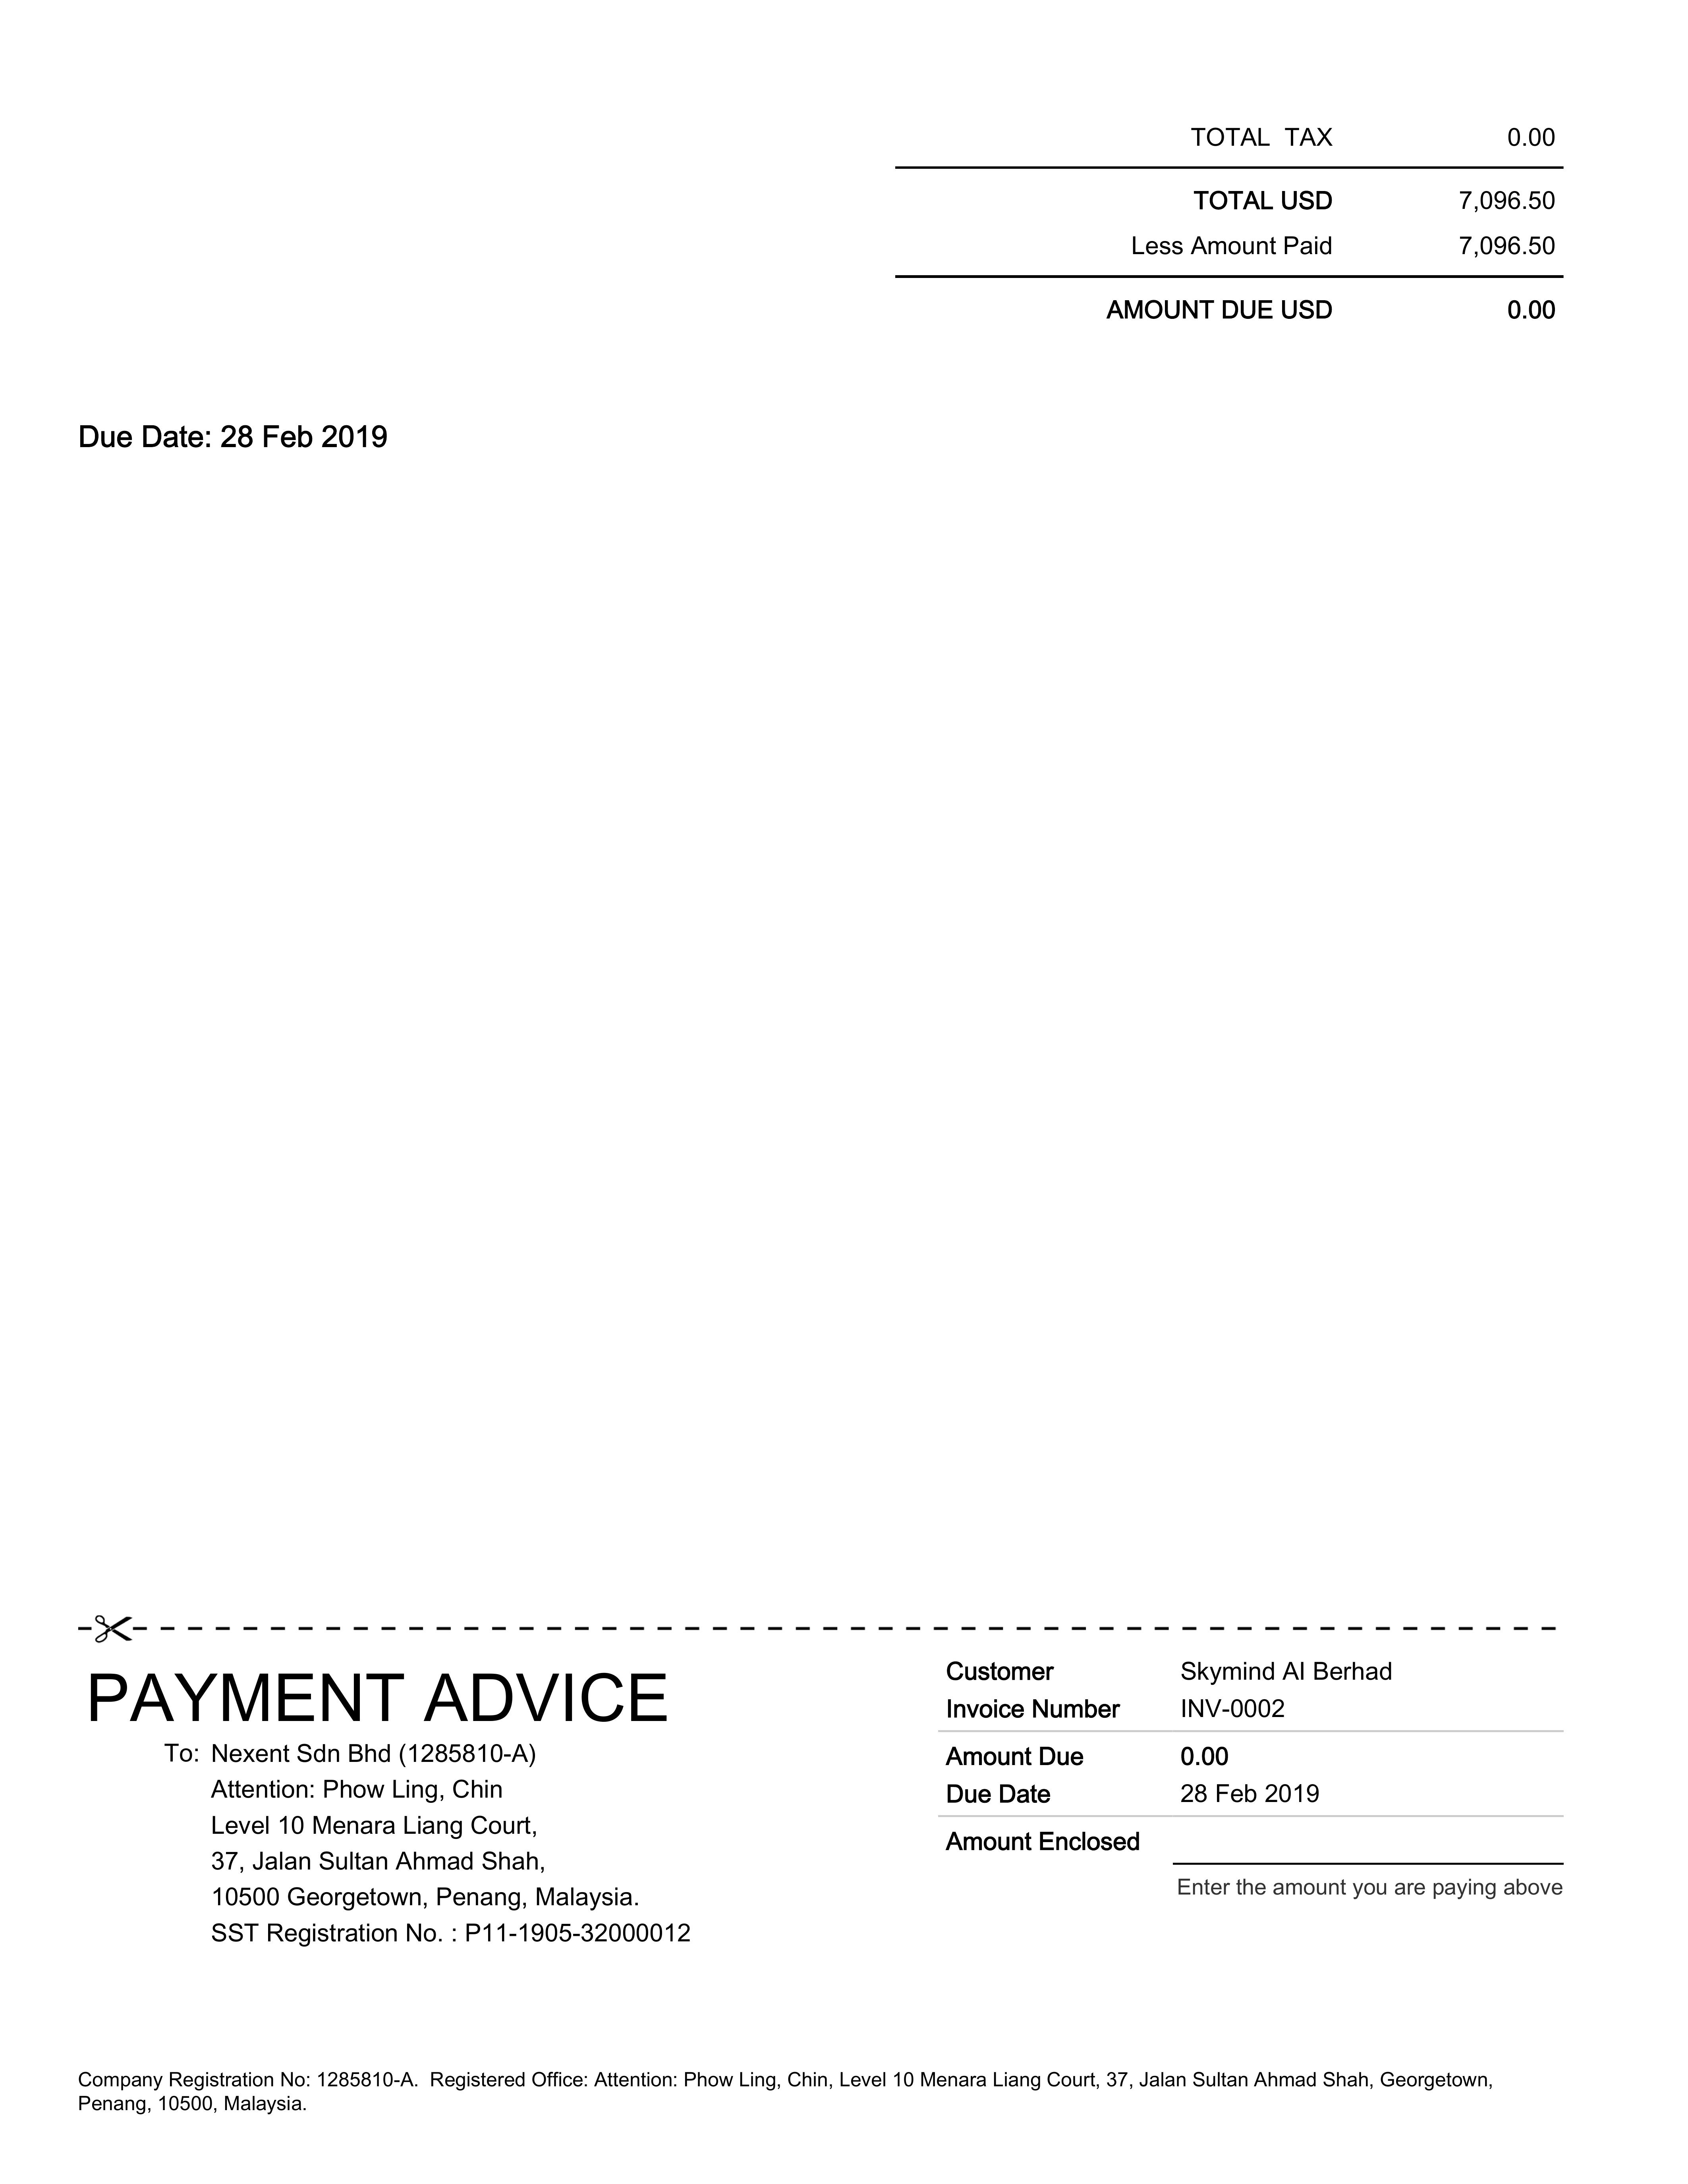 TOTAL TAX 0.00
TOTAL USD 7,096.50
Less Amount Paid 7,096.50
AMOUNT DUE USD 0.00
Due Date: 28 Feb 2019
PAYMENT ADVICE
To: Nexent Sdn Bhd (1285810-A)
Attention: Phow Ling, Chin
Level 10 Menara Liang Court,
37, Jalan Sultan Ahmad Shah,
10500 Georgetown, Penang, Malaysia.
SST Registration No. : P11-1905-32000012
Customer Skymind AI Berhad
Invoice Number INV-0002
Amount Due 0.00
Due Date 28 Feb 2019
Amount Enclosed
Enter the amount you are paying above
Company Registration No: 1285810-A. Registered Office: Attention: Phow Ling, Chin, Level 10 Menara Liang Court, 37, Jalan Sultan Ahmad Shah, Georgetown,
Penang, 10500, Malaysia.